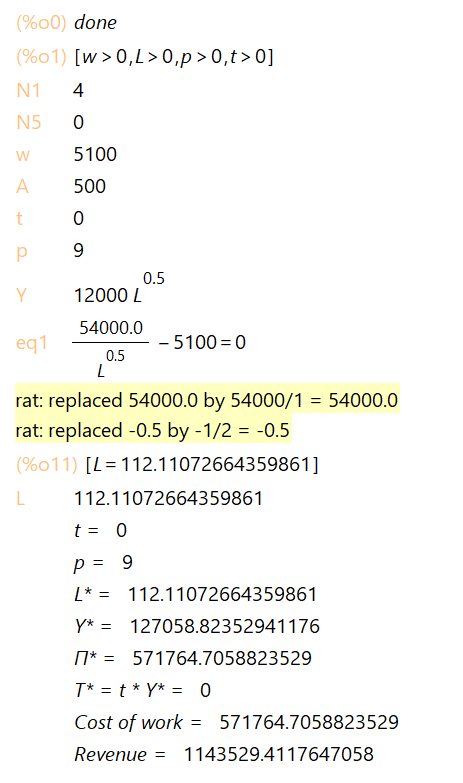 (%o0) done
(%o1) [w>0,L>0,p>0,t>0]
N1 4
N5 0
w 5100
A 500
t 0
p 9
Y 12000 L^0.5
eq1 54000.0/L^0.5 − 5100=0
rat: replaced 54000.0 by 54000/1 = 54000.0
rat: replaced -0.5 by -1/2 = -0.5
(%o11) [L=112.11072664359861]
L 112.11072664359861
t = 0
p = 9
L* = 112.11072664359861
Y* = 127058.82352941176
Π* = 571764.7058823529
T* = t * Y* = 0
Cost of work = 571764.7058823529
Revenue = 1143529.4117647058